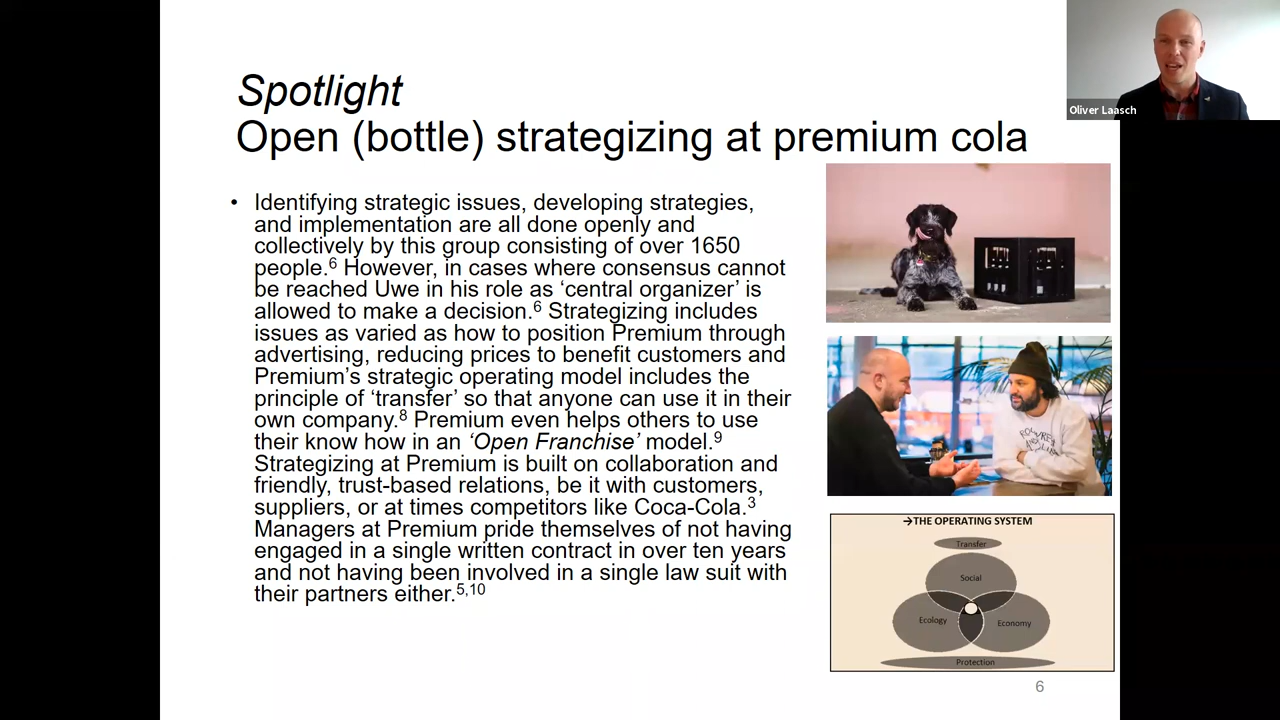 Oliver Laasch
Spotlight
Open (bottle) strategizing at premium cola
• Identifying strategic issues, developing strategies,
and implementation are all done openly and
collectively by this group consisting of over 1650
people.6 However, in cases where consensus cannot
be reached Uwe in his role as ‘central organizer’ is
allowed to make a decision.6 Strategizing includes
issues as varied as how to position Premium through
advertising, reducing prices to benefit customers and
Premium’s strategic operating model includes the
principle of ‘transfer’ so that anyone can use it in their
own company.8 Premium even helps others to use
their know how in an ‘Open Franchise’ model.9
Strategizing at Premium is built on collaboration and
friendly, trust-based relations, be it with customers,
suppliers, or at times competitors like Coca-Cola.3
Managers at Premium pride themselves of not having
engaged in a single written contract in over ten years
and not having been involved in a single law suit with
their partners either.5,10
→THE OPERATING SYSTEM
Transfer
Social
Ecology
Economy
Protection
6